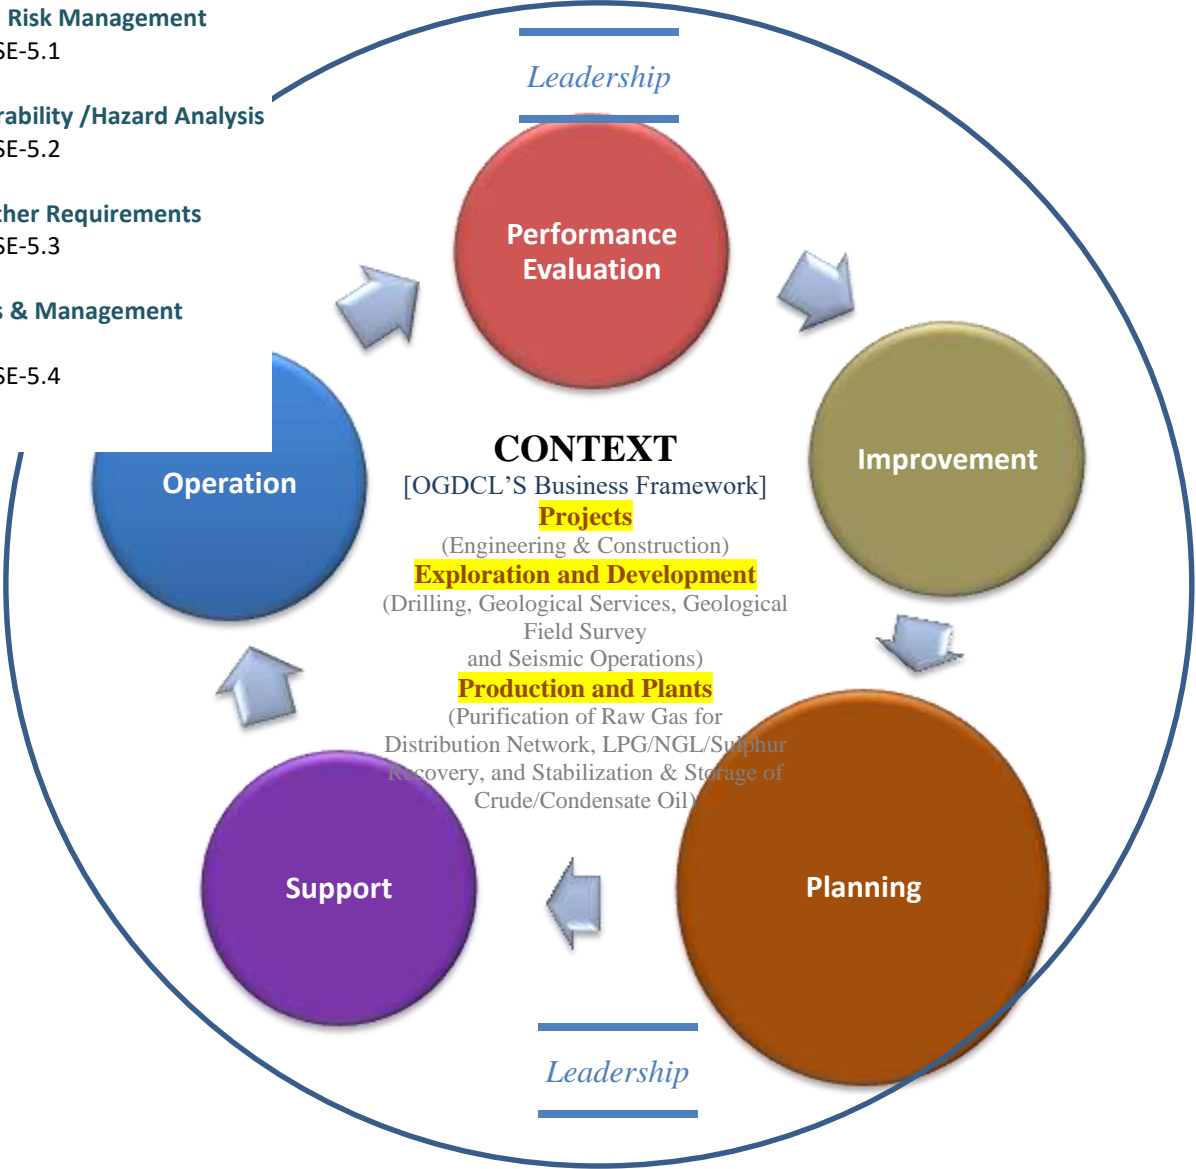 Risk Management
SE-5.1
rability /Hazard Analysis
SE-5.2
ther Requirements
SE-5.3
s & Management
SE-5.4
Leadership
Performance
Evaluation
Improvement
Operation
CONTEXT
[OGDCL’S Business Framework]
Projects
(Engineering & Construction)
Exploration and Development
(Drilling, Geological Services, Geological
Field Survey
and Seismic Operations)
Production and Plants
(Purification of Raw Gas for
Distribution Network, LPG/NGL/Sulphur
Recovery, and Stabilization & Storage of
Crude/Condensate Oil)
Support
Planning
Leadership